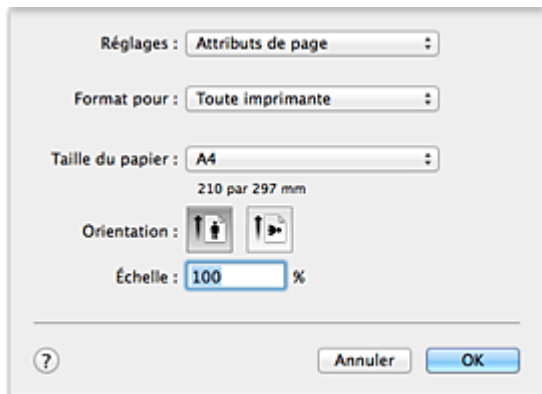 Réglages : Attributs de page
Format pour : Toute imprimante
Taille du papier : A4
210 par 297 mm
Orientation :
Échelle : 100 %
? Annuler OK